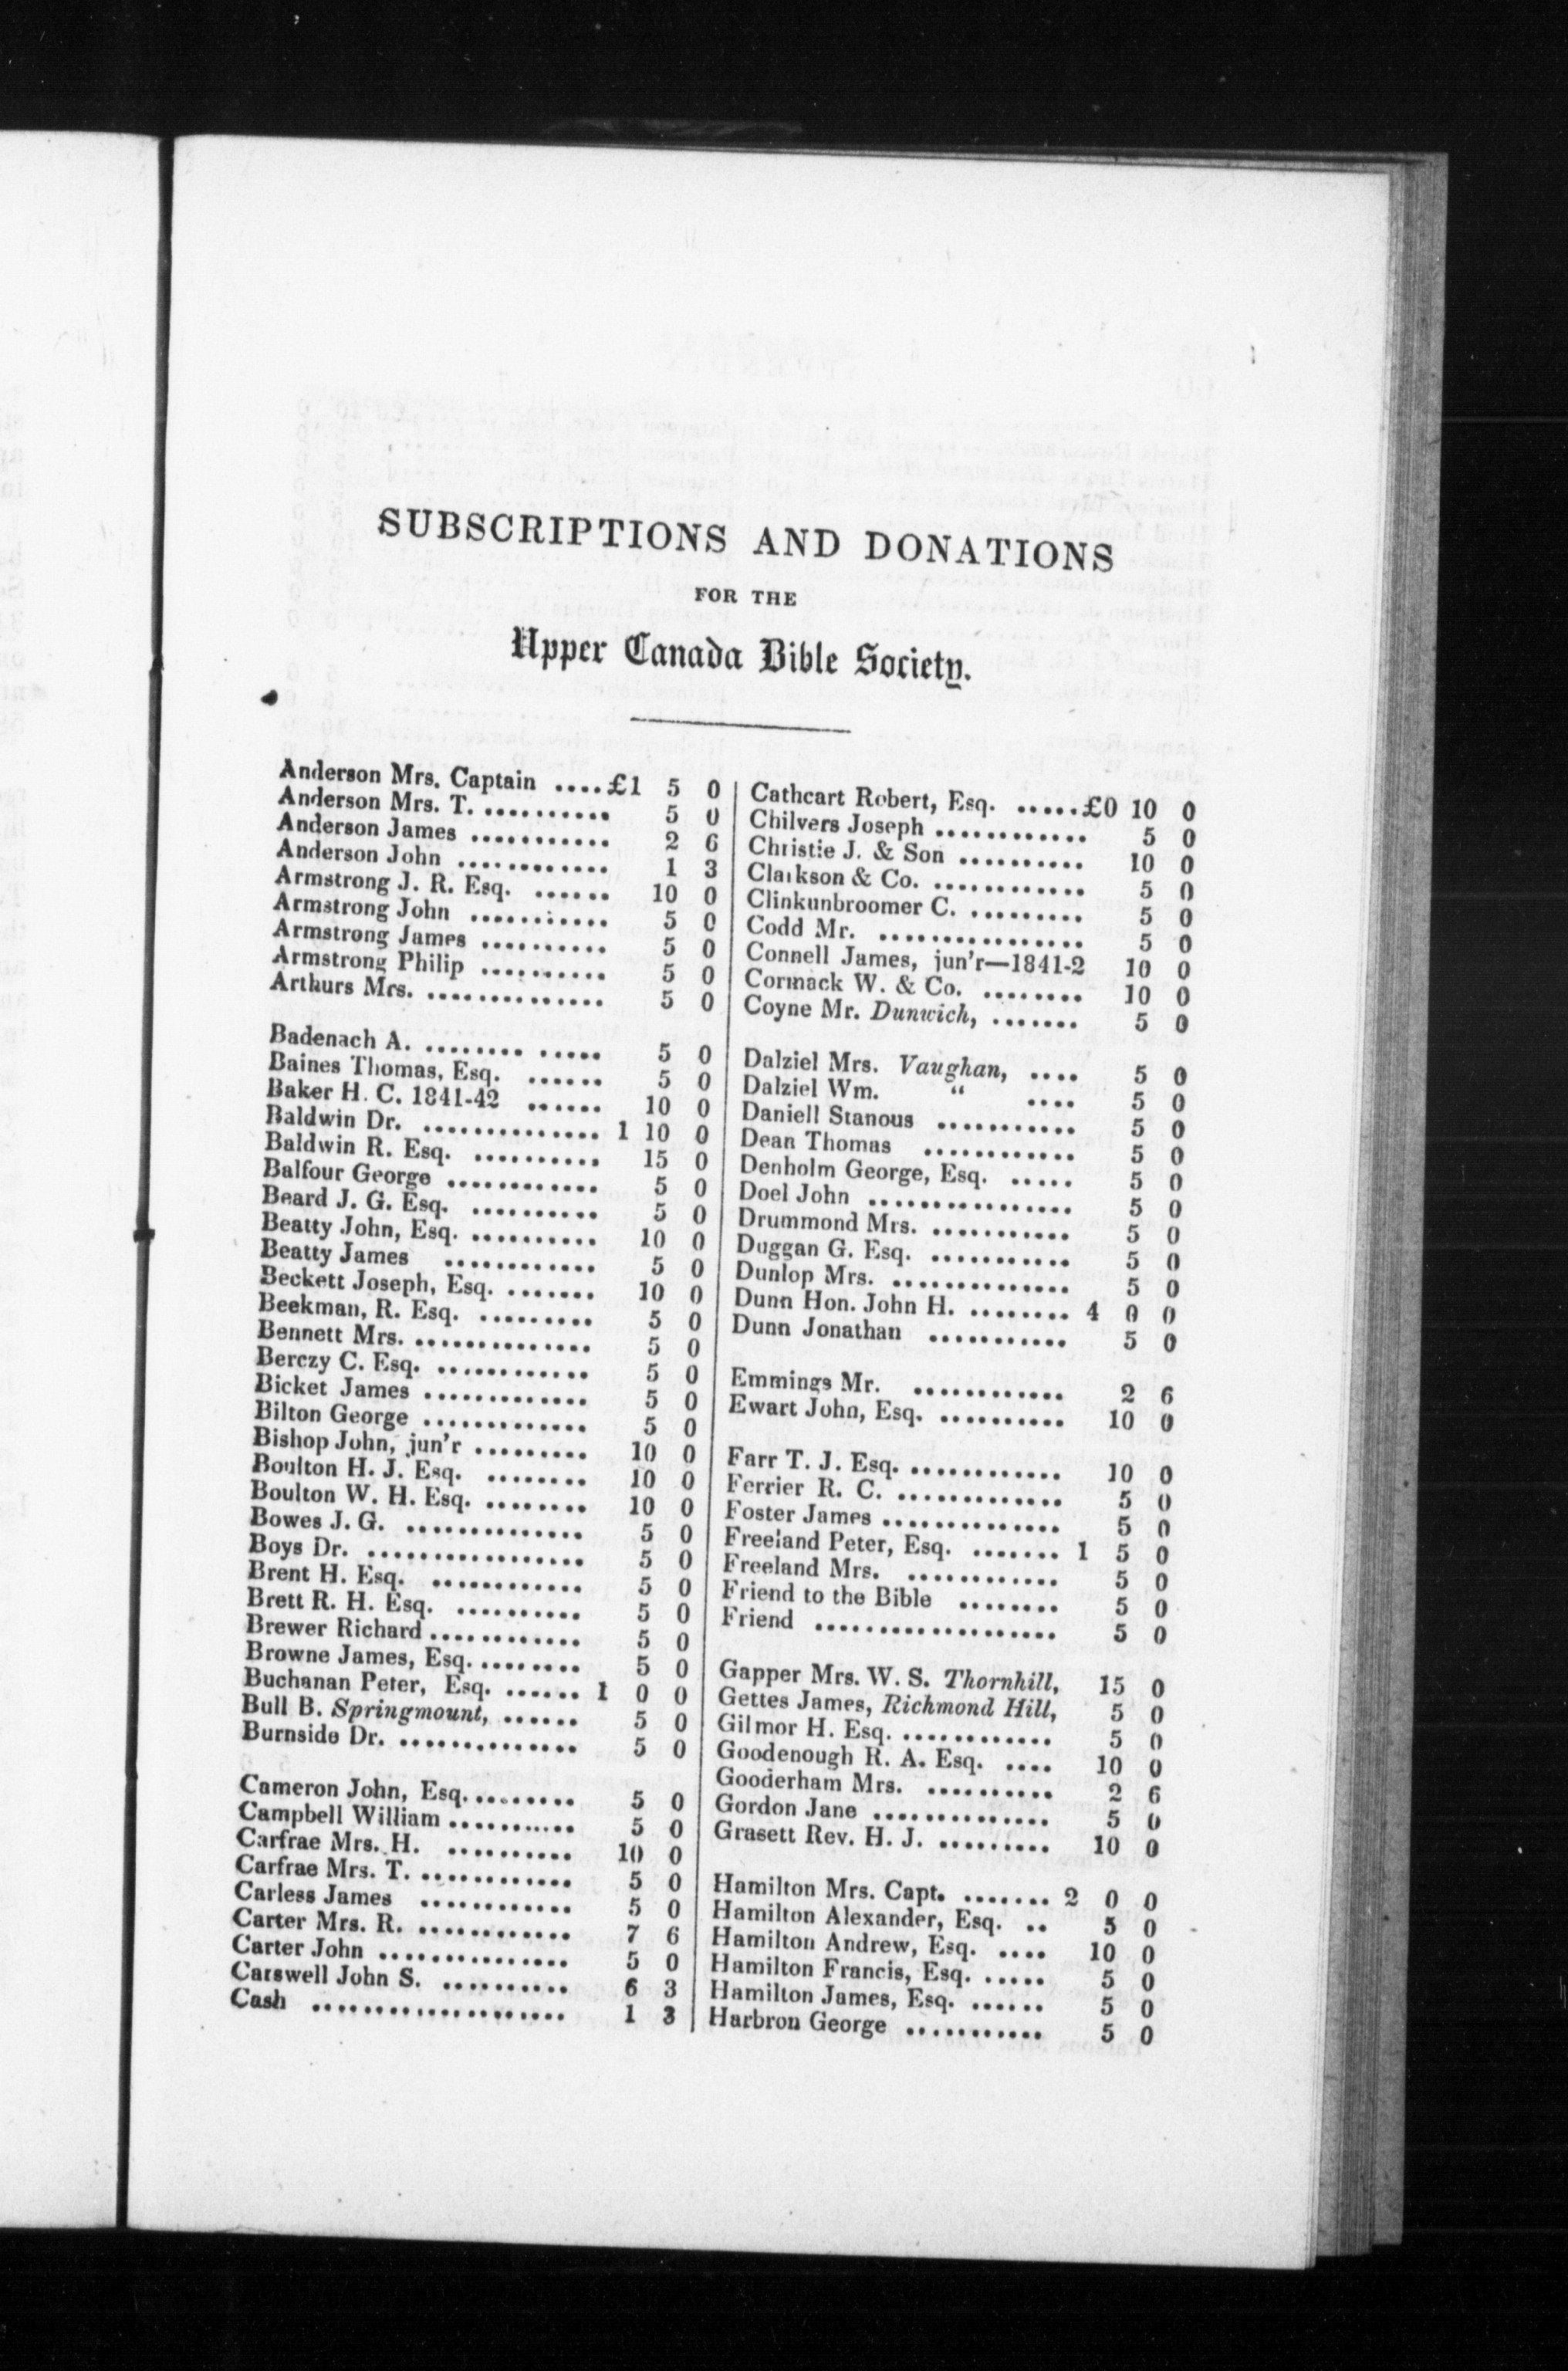 SUBSCRIPTIONS AND DONATIONS
FOR THE
Upper Canada Bible Society.
Anderson Mrs. Captain ....£1 5 0
Anderson Mrs. T. .......... 5 0
Anderson James ........... 2 6
Anderson John ............ 1 3
Armstrong J. R. Esq. ...... 10 0
Armstrong John ........... 5 0
Armstrong James .......... 5 0
Armstrong Philip .......... 5 0
Arthurs Mrs. .............. 5 0
Badenach A. ........ ..... 5 0
Baines Thomas, Esq. ...... 5 0
Baker H. C. 1841-42 ...... 10 0
Baldwin Dr. .............. 1 10 0
Baldwin R. Esq. .......... 15 0
Balfour George ............ 5 0
Beard J. G. Esq. .......... 5 0
Beatty John, Esq. .......... 10 0
Beatty James ............ 5 0
Beckett Joseph, Esq. ....... 10 0
Beekman, R. Esq. ......... 5 0
Bennett Mrs. .............. 5 0
Berczy C. Esq. ............ 5 0
Bicket James ............. 5 0
Bilton George ............. 5 0
Bishop John, jun'r ......... 10 0
Boulton H. J. Esq. ........ 10 0
Boulton W. H. Esq. ........ 10 0
Bowes J. G. .............. 5 0
Boys Dr. ................. 5 0
Brent H. Esq. ............ 5 0
Brett R. H. Esq. .......... 5 0
Brewer Richard ............ 5 0
Browne James, Esq. ........ 5 0
Buchanan Peter, Esq. ...... 1 0 0
Bull B. Springmount, ...... 5 0
Burnside Dr. .............. 5 0
Cameron John, Esq. ........ 5 0
Campbell William .......... 5 0
Carfrae Mrs. H. .......... 10 0
Carfrae Mrs. T. ............ 5 0
Carless James ............ 5 0
Carter Mrs. R. ............ 7 6
Carter John ............... 5 0
Carswell John S. .......... 6 3
Cash .................... 1 3
Cathcart Robert, Esq. .....£0 10 0
Chilvers Joseph ............ 5 0
Christie J. & Son .......... 10 0
Clarkson & Co. ............ 5 0
Clinkunbroomer C. ......... 5 0
Codd Mr. ................ 5 0
Connell James, jun'r—1841-2 10 0
Cormack W. & Co. ........ 10 0
Coyne Mr. Dunwich, ....... 5 0
Dalziel Mrs. Vaughan, .... 5 0
Dalziel Wm. “ .... 5 0
Daniell Stanous ........... 5 0
Dean Thomas ............ 5 0
Denholm George, Esq. ..... 5 0
Doel John ................ 5 0
Drummond Mrs. ........... 5 0
Duggan G. Esq. ........... 5 0
Dunlop Mrs. .............. 5 0
Dunn Hon. John H. ........ 4 0 0
Dunn Jonathan ........... 5 0
Emmings Mr. ............ 2 6
Ewart John, Esq. .......... 10 0
Farr T. J. Esq. ............ 10 0
Ferrier R. C. ............. 5 0
Foster James .............. 5 0
Freeland Peter, Esq. ....... 1 5 0
Freeland Mrs. ............ 5 0
Friend to the Bible ........ 5 0
Friend ................... 5 0
Gapper Mrs. W. S. Thornhill, 15 0
Gettes James, Richmond Hill, 5 0
Gilmor H. Esq. ............ 5 0
Goodenough R. A. Esq. .... 10 0
Gooderham Mrs. .......... 2 6
Gordon Jane .............. 5 0
Grasett Rev. H. J. ......... 10 0
Hamilton Mrs. Capt. ....... 2 0 0
Hamilton Alexander, Esq. .. 5 0
Hamilton Andrew, Esq. .... 10 0
Hamilton Francis, Esq. ..... 5 0
Hamilton James, Esq. ...... 5 0
Harbron George ........... 5 0